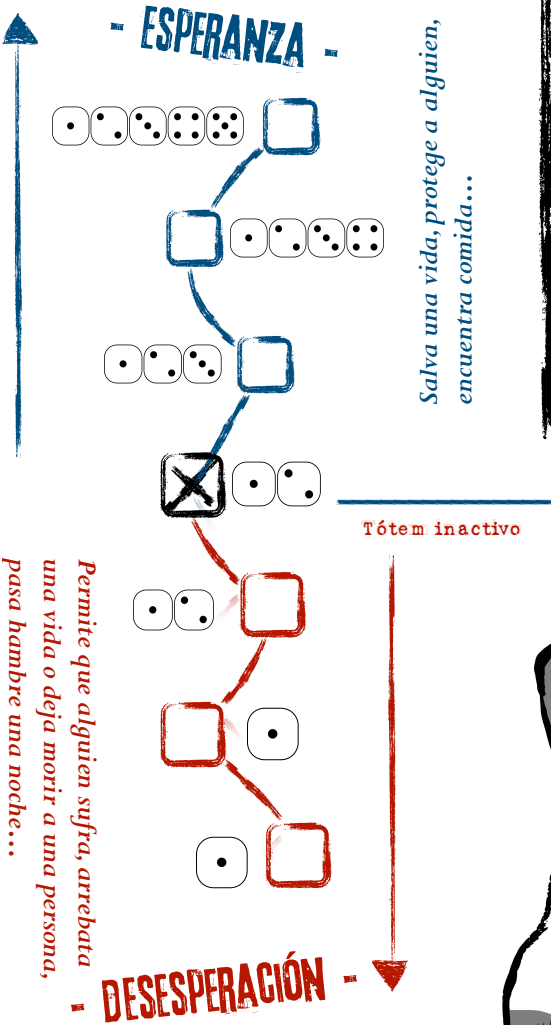 - ESPERANZA -
Salva una vida, protege a alguien,
encuentra comida...
Tótem inactivo
Permite que alguien sufra, arrebata
una vida o deja morir a una persona,
pasa hambre una noche...
- DESESPERACIÓN -